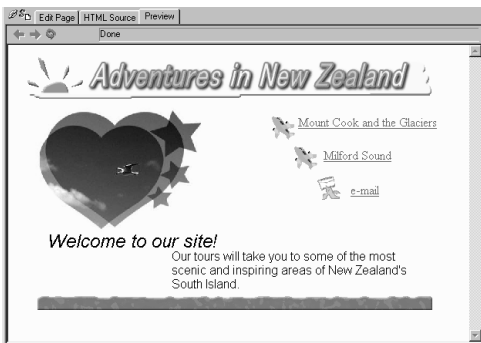 Edit Page HTML Source Preview
Done
Adventures in New Zealand
Mount Cook and the Glaciers
Milford Sound
e-mail
Welcome to our site!
Our tours will take you to some of the most
scenic and inspiring areas of New Zealand's
South Island.